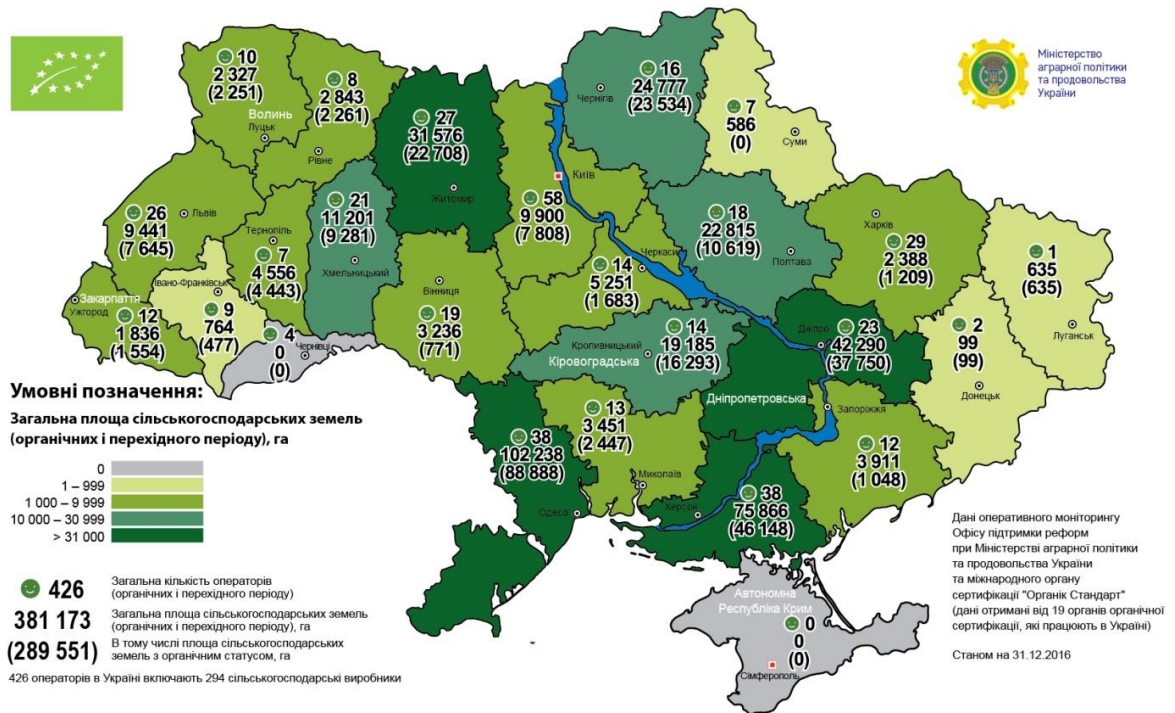 Міністерство
аграрної політики
та продовольства
України
10
2 327
(2 251)
Волинь
Луцьк
8
2 843
(2 261)
Рівне
27
31 576
(22 708)
Житомир
16
24 777
(23 534)
Чернігів
7
586
(0)
Суми
Київ
58
9 900
(7 808)
26
9 441
(7 645)
Львів
Тернопіль
7
4 556
(4 443)
21
11 201
(9 281)
Хмельницький
Черкаси
14
5 251
(1 683)
18
22 815
(10 619)
Полтава
Харків
29
2 388
(1 209)
1
635
(635)
Луганськ
Закарпаття
Ужгород
12
1 836
(1 554)
Івано-Франківськ
9
764
(477)
4
0
(0)
Чернівці
Вінниця
19
3 236
(771)
14
19 185
(16 293)
Кропивницький
Кіровоградська
Дніпро
23
42 290
(37 750)
Дніпропетровська
2
99
(99)
Донецьк
Запоріжжя
12
3 911
(1 048)
38
102 238
(88 888)
Одеса
13
3 451
(2 447)
Миколаїв
Херсон
38
75 866
(46 148)
Автономна
Республіка Крим
0
0
(0)
Сімферополь
Умовні позначення:
Загальна площа сільськогосподарських земель
(органічних і перехідного періоду), га
0
1 – 999
1 000 – 9 999
10 000 – 30 999
> 31 000
426 Загальна кількість операторів
(органічних і перехідного періоду)
381 173 Загальна площа сільськогосподарських земель
(органічних і перехідного періоду), га
(289 551) В тому числі площа сільськогосподарських
земель з органічним статусом, га
426 операторів в Україні включають 294 сільськогосподарські виробники
Дані оперативного моніторингу
Офісу підтримки реформ
при Міністерстві аграрної політики
та продовольства України
та міжнародного органу
сертифікації "Органік Стандарт"
(дані отримані від 19 органів органічної
сертифікації, які працюють в Україні)
Станом на 31.12.2016